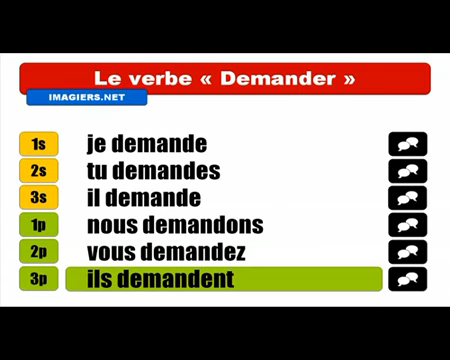 Le verbe « Demander »
IMAGIERS.NET
1s je demande
2s tu demandes
3s il demande
1p nous demandons
2p vous demandez
3p ils demandent